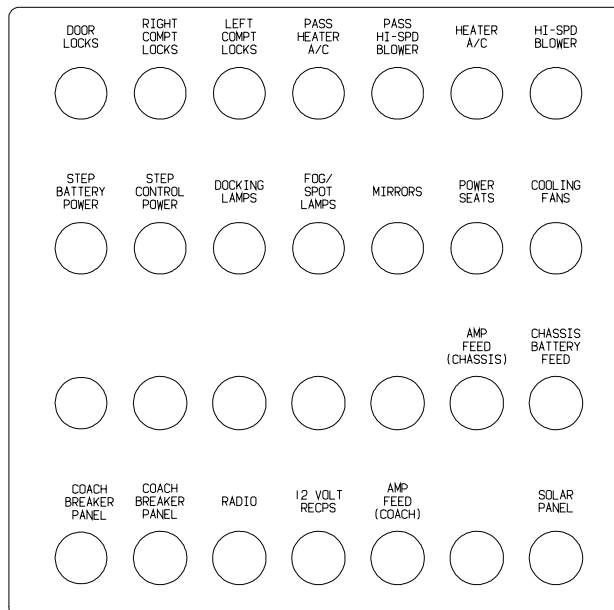 DOOR
LOCKS
RIGHT
COMPT
LOCKS
LEFT
COMPT
LOCKS
PASS
HEATER
A/C
PASS
HI-SPD
BLOWER
HEATER
A/C
HI-SPD
BLOWER
STEP
BATTERY
POWER
STEP
CONTROL
POWER
DOCKING
LAMPS
FOG/
SPOT
LAMPS
MIRRORS
POWER
SEATS
COOLING
FANS
AMP
FEED
(CHASSIS)
CHASSIS
BATTERY
FEED
COACH
BREAKER
PANEL
COACH
BREAKER
PANEL
RADIO
12 VOLT
RECPS
AMP
FEED
(COACH)
SOLAR
PANEL